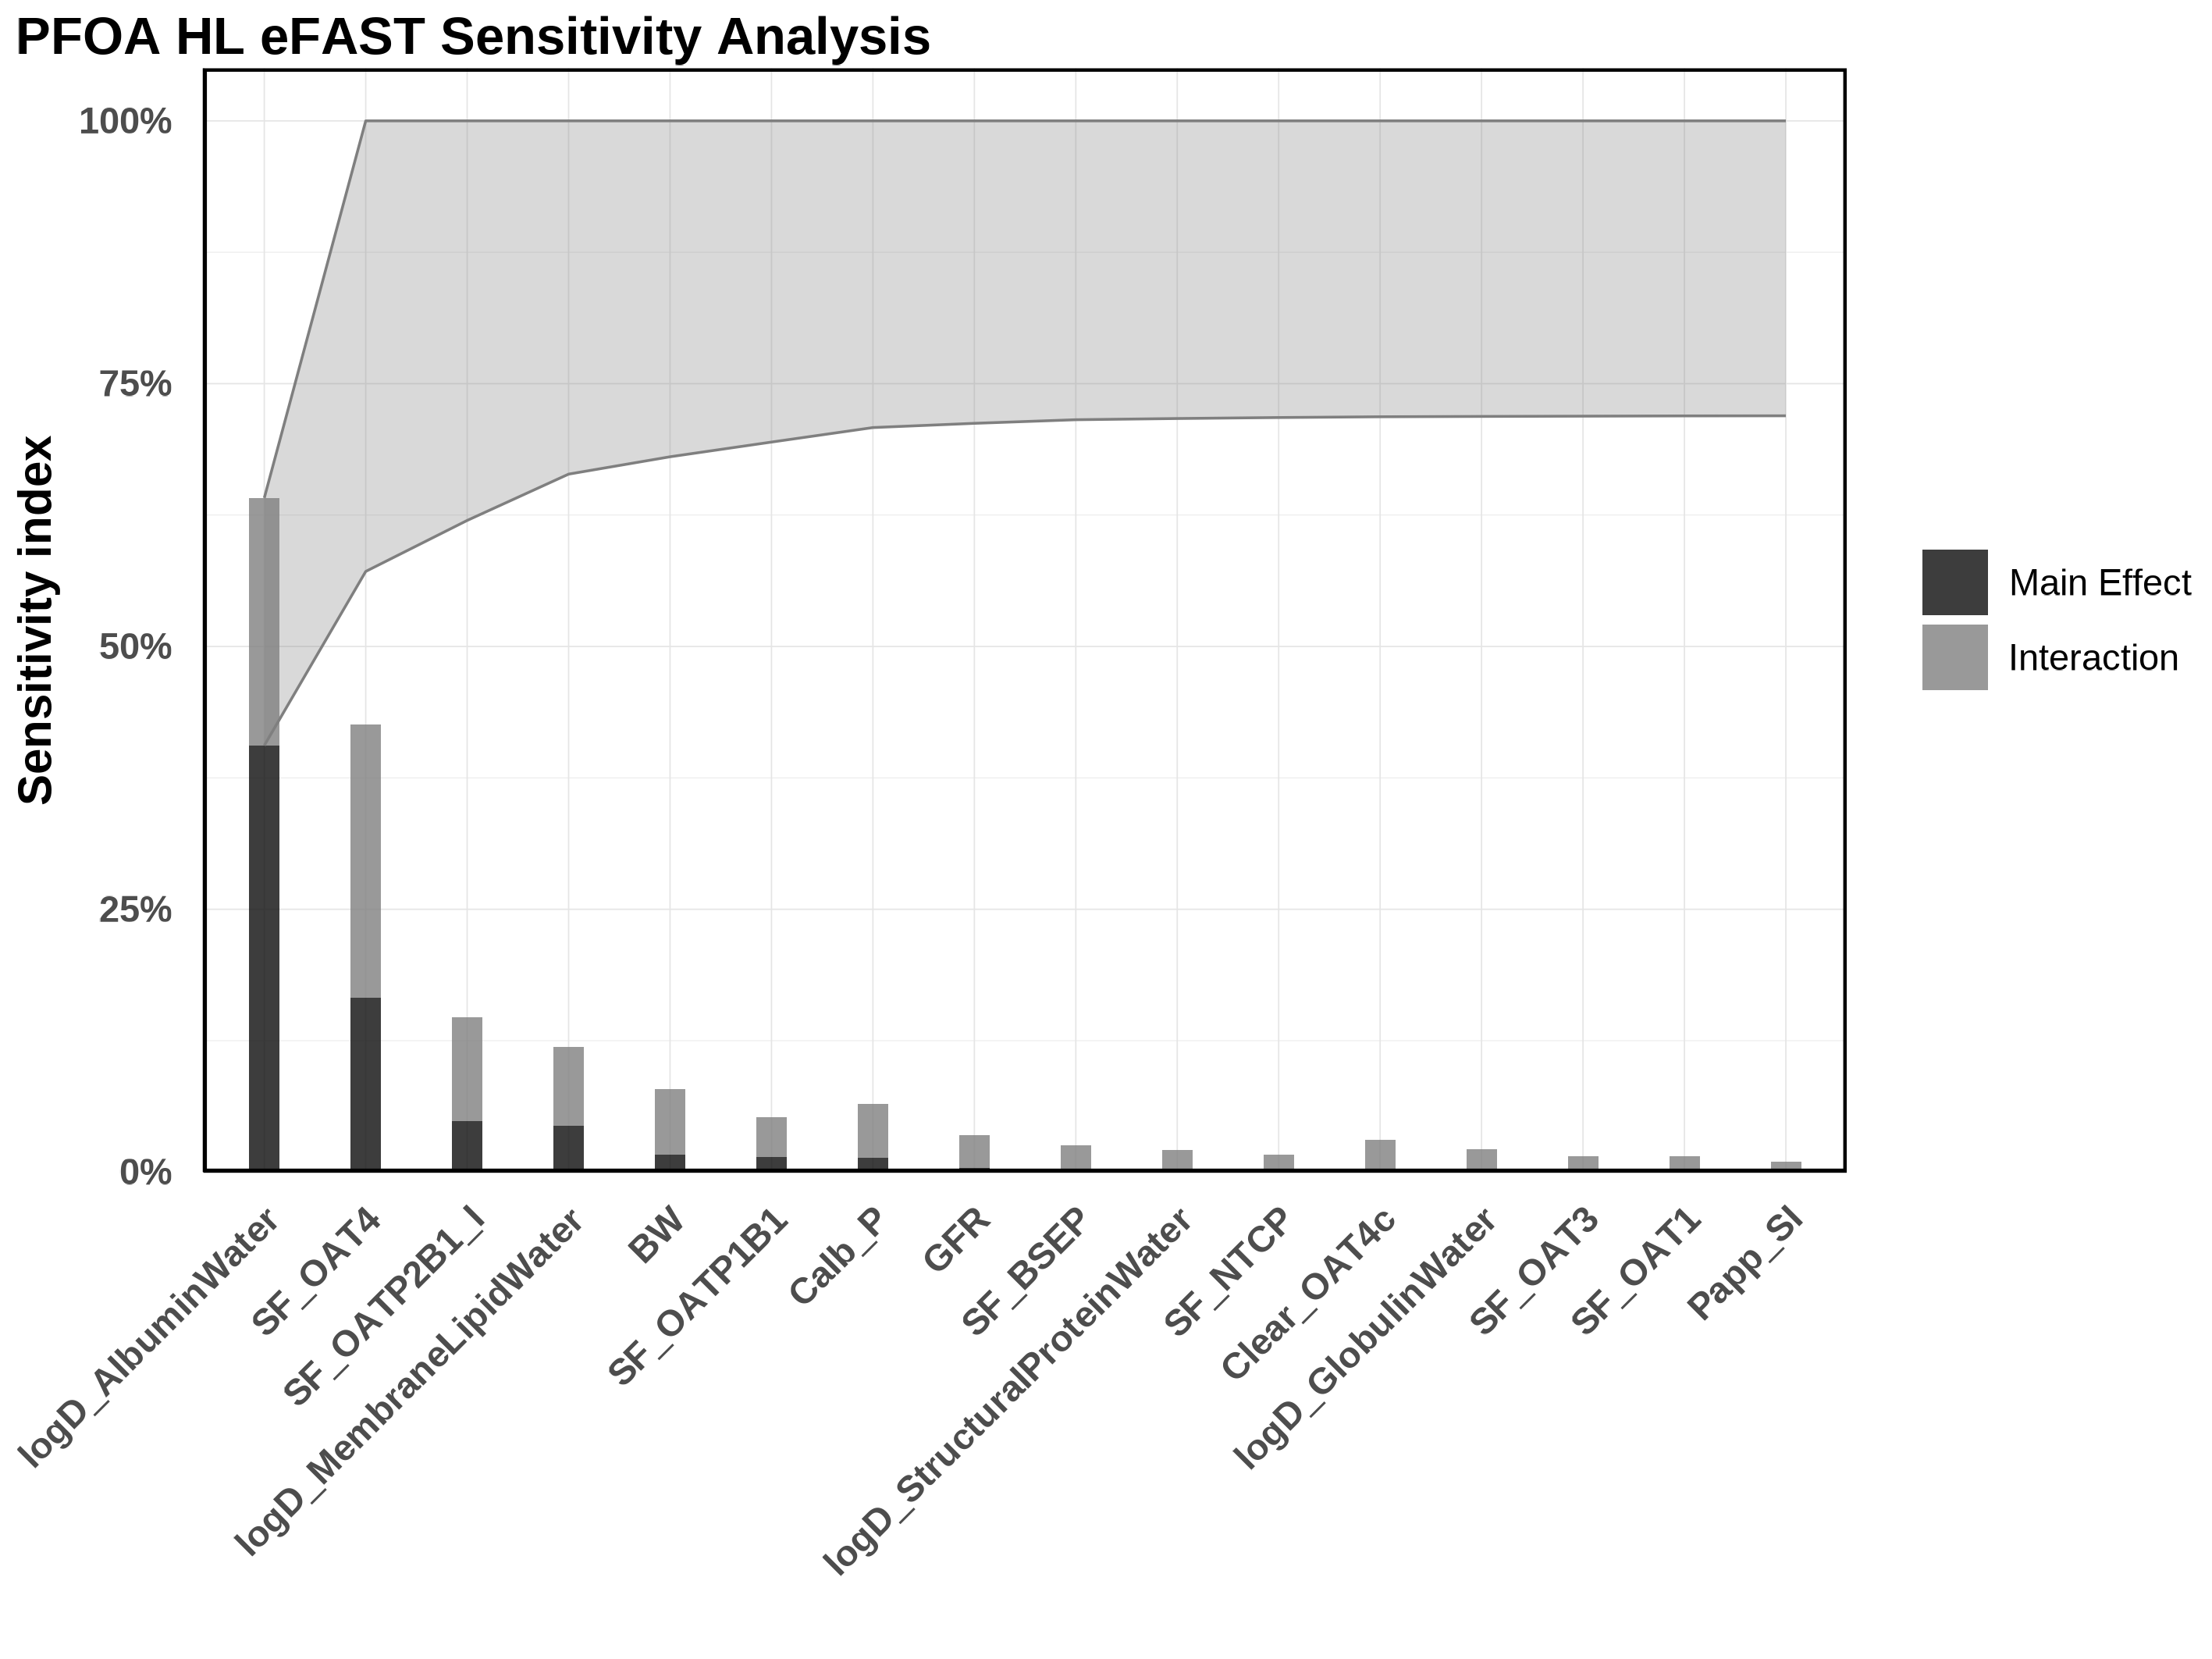 PFOA HL eFAST Sensitivity Analysis
Sensitivity index
100%
75%
50%
25%
0%
logD_AlbuminWater
SF_OAT4
SF_OATP2B1_I
logD_MembraneLipidWater
BW
SF_OATP1B1
Calb_P
GFR
SF_BSEP
logD_StructuralProteinWater
SF_NTCP
Clear_OAT4c
logD_GlobulinWater
SF_OAT3
SF_OAT1
Papp_SI
Main Effect
Interaction